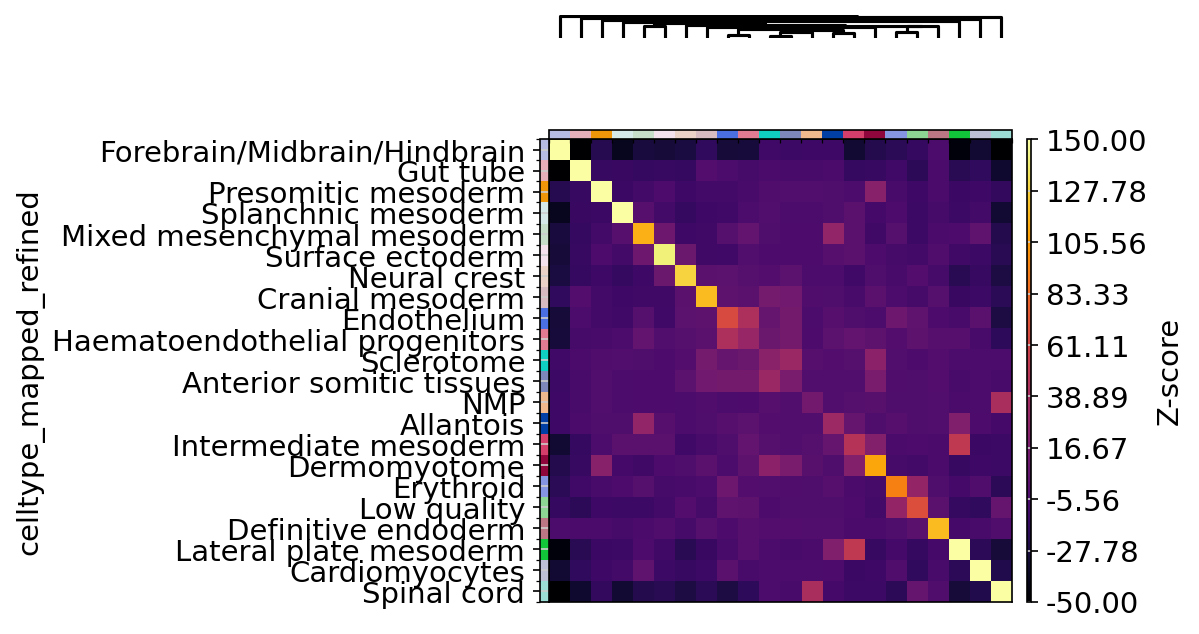 celltype_mapped_refined
Forebrain/Midbrain/Hindbrain
Gut tube
Presomitic mesoderm
Splanchnic mesoderm
Mixed mesenchymal mesoderm
Surface ectoderm
Neural crest
Cranial mesoderm
Endothelium
Haematoendothelial progenitors
Sclerotome
Anterior somitic tissues
NMP
Allantois
Intermediate mesoderm
Dermomyotome
Erythroid
Low quality
Definitive endoderm
Lateral plate mesoderm
Cardiomyocytes
Spinal cord
150.00
127.78
105.56
83.33
61.11
38.89
16.67
-5.56
-27.78
-50.00
Z-score